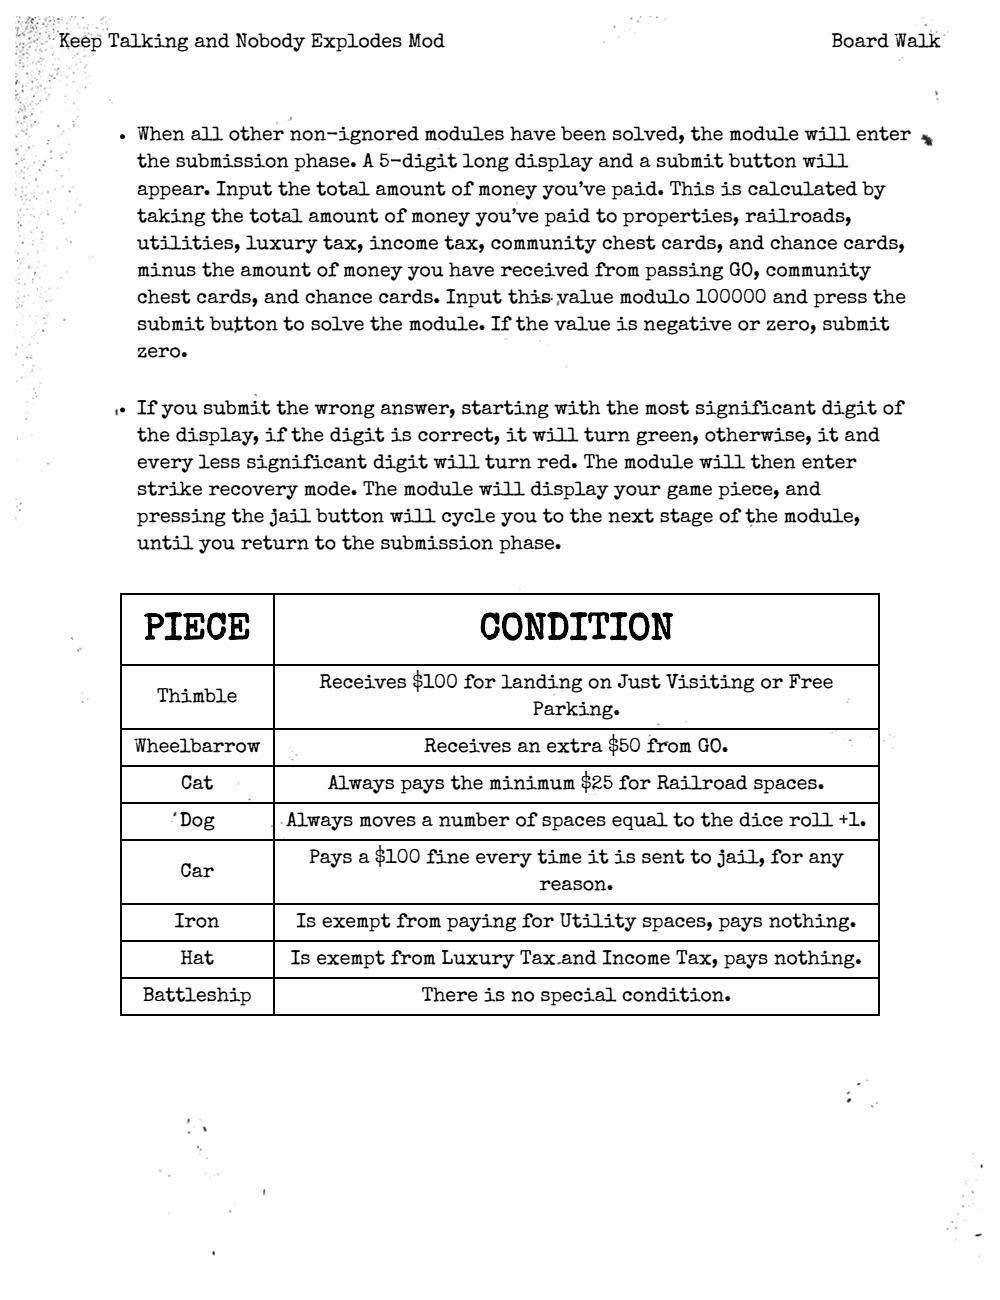 Keep Talking and Nobody Explodes Mod
Board Walk
• When all other non-ignored modules have been solved, the module will enter
the submission phase. A 5-digit long display and a submit button will
appear. Input the total amount of money you've paid. This is calculated by
taking the total amount of money you've paid to properties, railroads,
utilities, luxury tax, income tax, community chest cards, and chance cards,
minus the amount of money you have received from passing GO, community
chest cards, and chance cards. Input this value modulo 100000 and press the
submit button to solve the module. If the value is negative or zero, submit
zero.
• If you submit the wrong answer, starting with the most significant digit of
the display, if the digit is correct, it will turn green, otherwise, it and
every less significant digit will turn red. The module will then enter
strike recovery mode. The module will display your game piece, and
pressing the jail button will cycle you to the next stage of the module,
until you return to the submission phase.
PIECE CONDITION
Thimble Receives $100 for landing on Just Visiting or Free
Parking.
Wheelbarrow Receives an extra $50 from GO.
Cat Always pays the minimum $25 for Railroad spaces.
Dog Always moves a number of spaces equal to the dice roll +1.
Car Pays a $100 fine every time it is sent to jail, for any
reason.
Iron Is exempt from paying for Utility spaces, pays nothing.
Hat Is exempt from Luxury Tax and Income Tax, pays nothing.
Battleship There is no special condition.